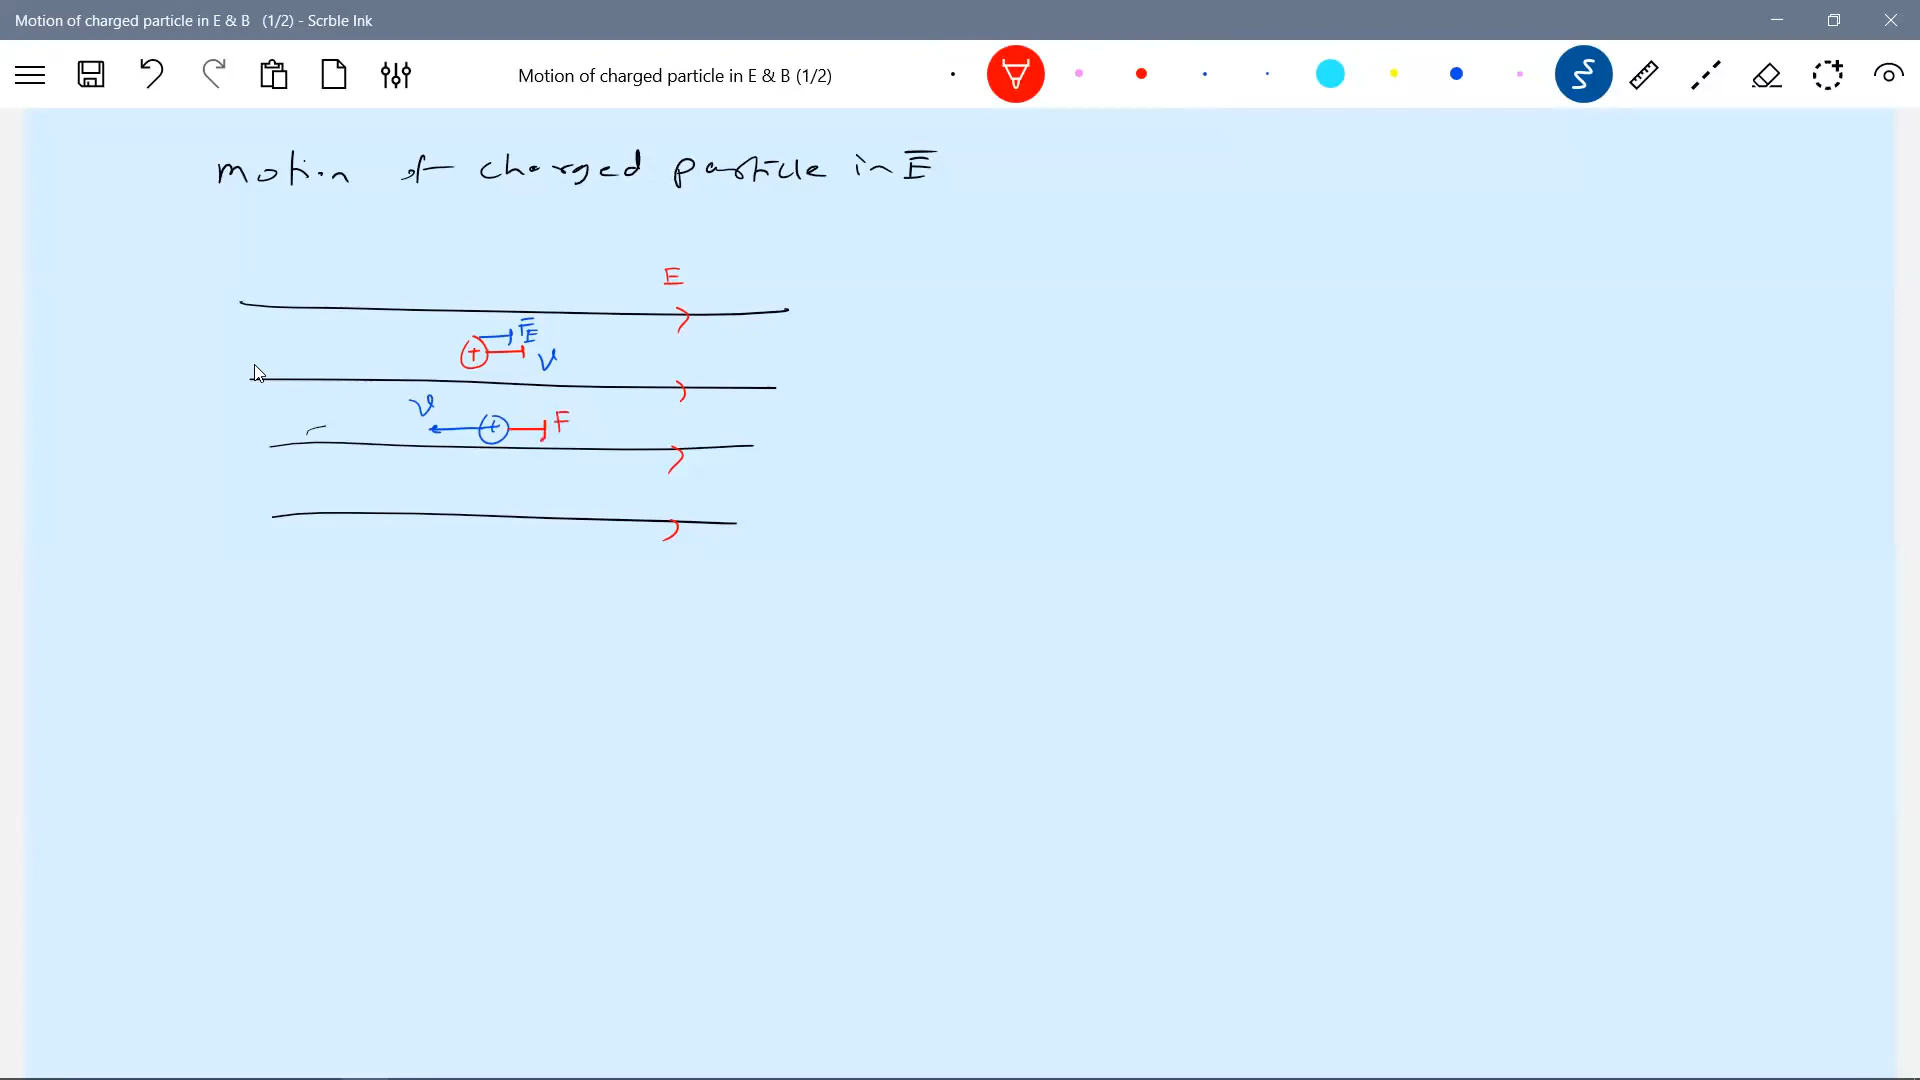 Motion of charged particle in E & B (1/2) - Scrble Ink
Motion of charged particle in E & B (1/2)
motion of charged particle in E̅
E
F̅E
+
v
v
+
F